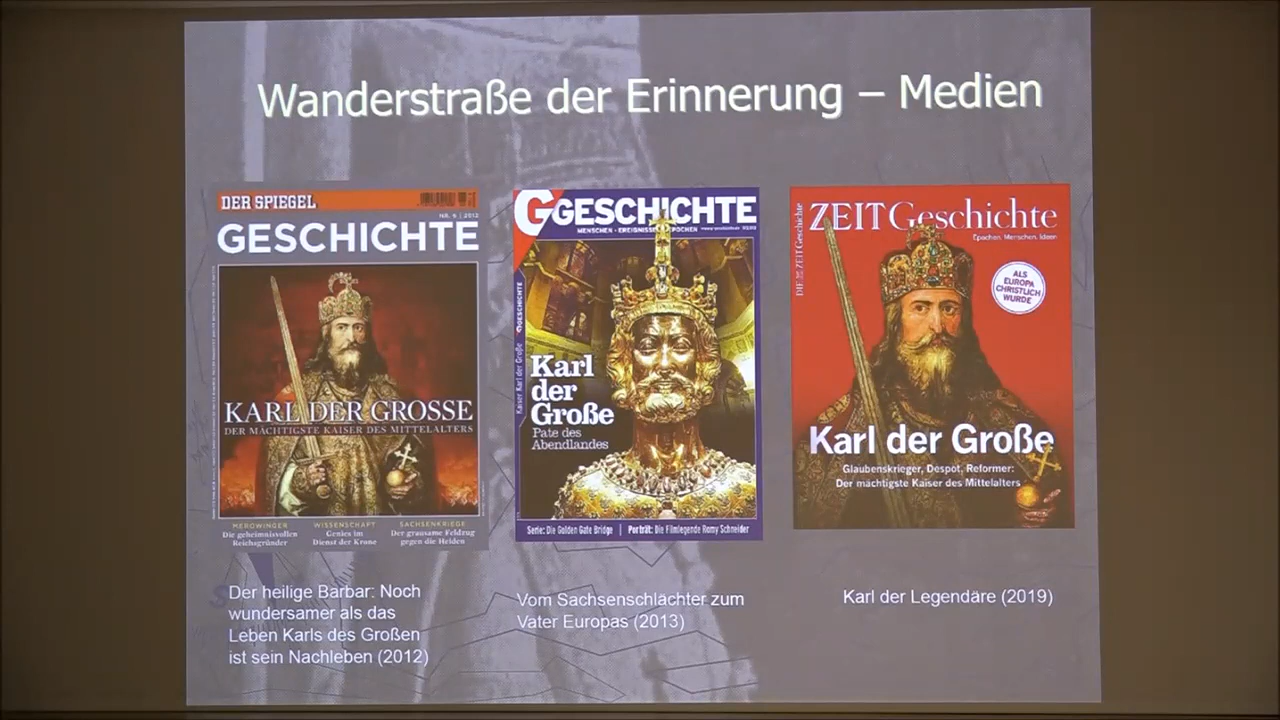 Wanderstraße der Erinnerung – Medien
DER SPIEGEL
NR. 6 | 2012
GESCHICHTE
KARL DER GROSSE
DER MÄCHTIGSTE KAISER DES MITTELALTERS
MEROWINGER
Die geheimnisvollen
Reichsgründer
WISSENSCHAFT
Genies im
Dienst der Krone
SACHSENKRIEGE
Der grausame Feldzug
gegen die Heiden
Der heilige Barbar: Noch
wundersamer als das
Leben Karls des Großen
ist sein Nachleben (2012)
G GESCHICHTE
MENSCHEN · EREIGNISSE EPOCHEN
GESCHICHTE
Kaiser Karl der Große
Karl
der
Große
Pate des
Abendlandes
Serie: Die Golden Gate Bridge | Porträt: Die Filmlegende Romy Schneider
Vom Sachsenschlächter zum
Vater Europas (2013)
ZEIT Geschichte
Epochen. Menschen. Ideen
DIE ZEIT Geschichte
ALS
EUROPA
CHRISTLICH
WURDE
Karl der Große
Glaubenskrieger, Despot, Reformer:
Der mächtigste Kaiser des Mittelalters
Karl der Legendäre (2019)